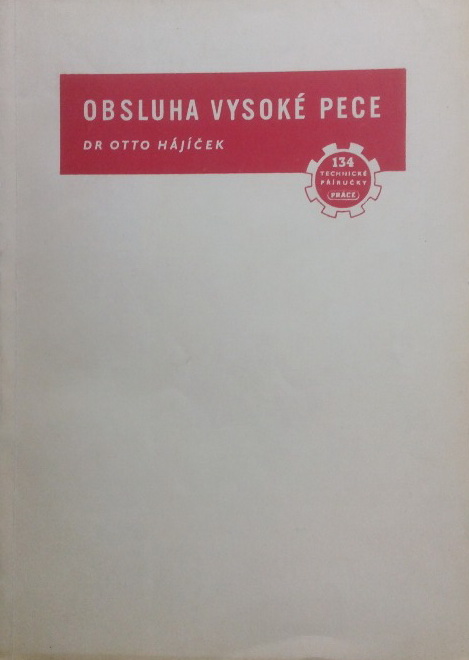 OBSLUHA VYSOKÉ PECE
DR OTTO HÁJÍČEK
134
TECHNICKÉ
PŘÍRUČKY
PRÁCE